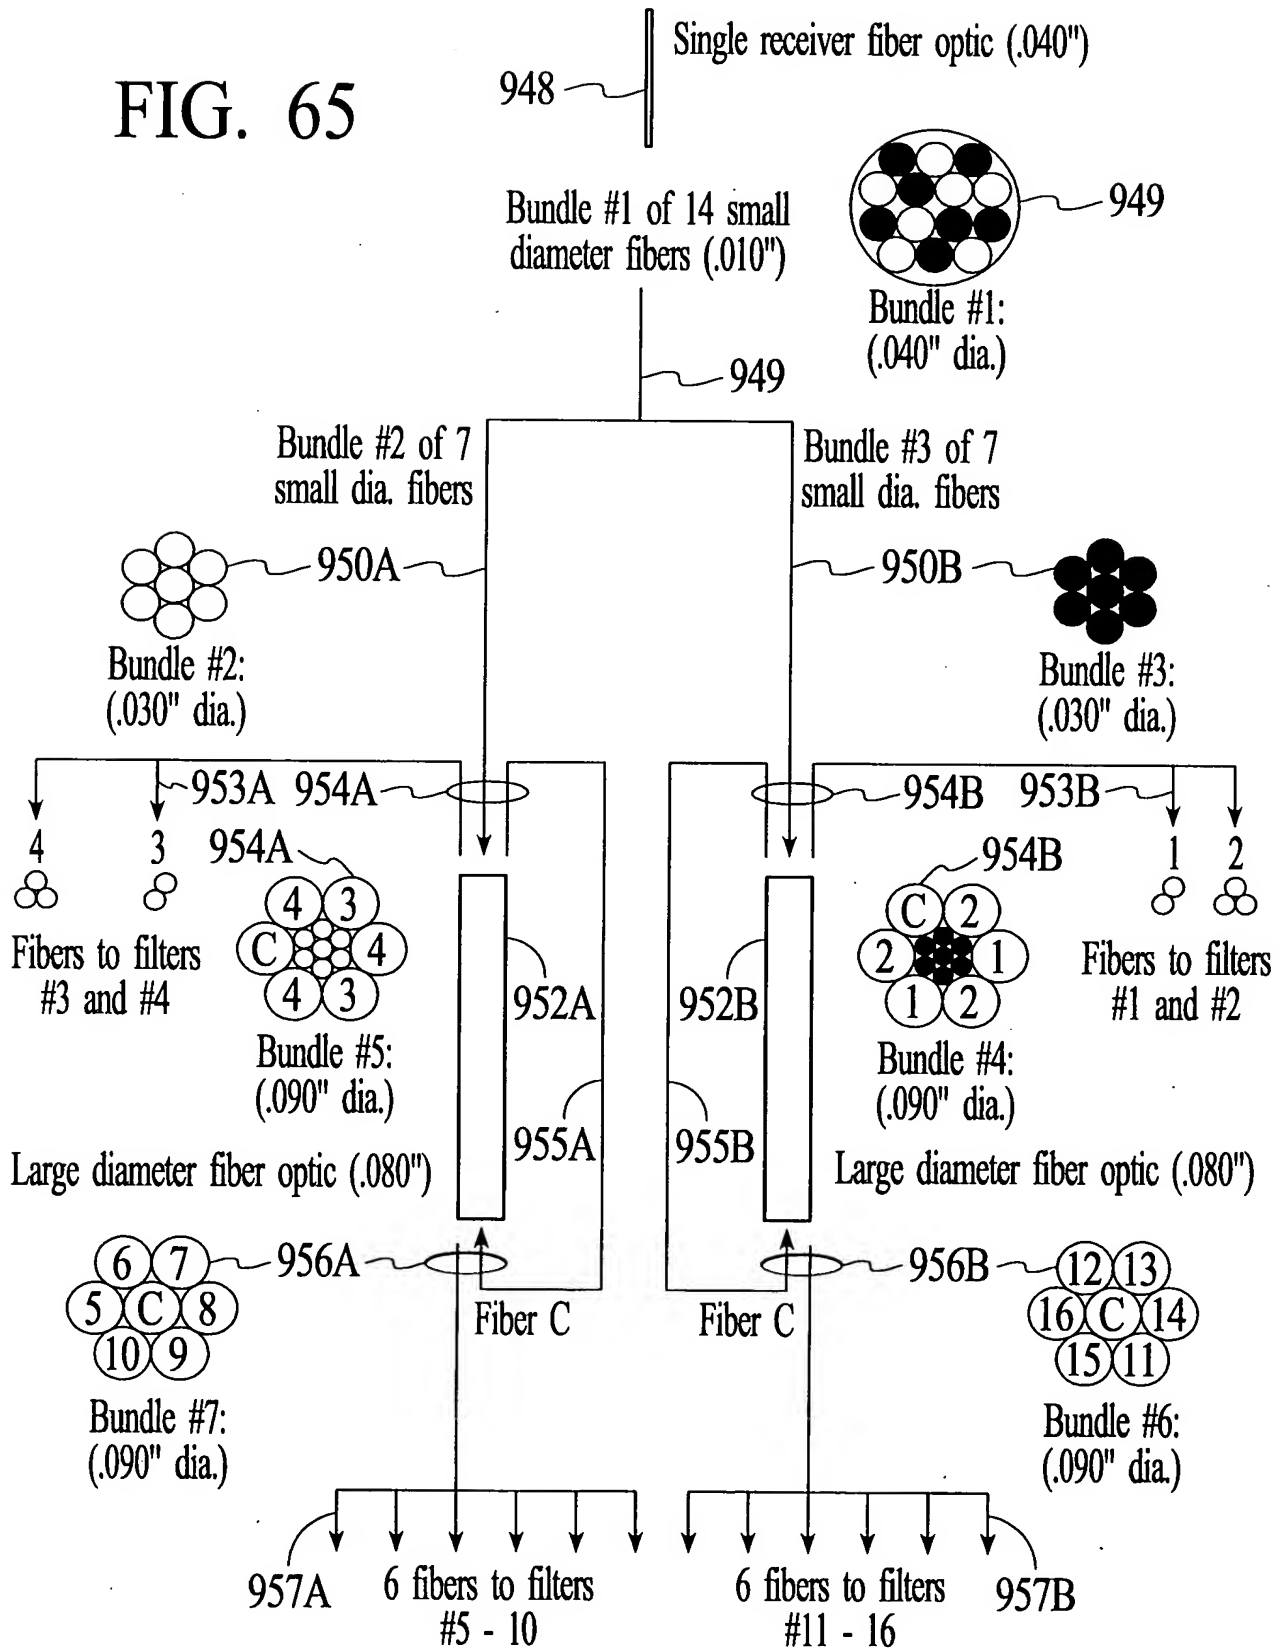 FIG. 65
Single receiver fiber optic (.040")
948
Bundle #1 of 14 small
diameter fibers (.010")
949
Bundle #1:
(.040" dia.)
949
Bundle #2 of 7
small dia. fibers
Bundle #3 of 7
small dia. fibers
950A
950B
Bundle #2:
(.030" dia.)
Bundle #3:
(.030" dia.)
953A
954A
954B
953B
4
3
954A
954B
1
2
4
3
C
4
4
3
C
2
2
1
1
2
Fibers to filters
#3 and #4
952A
952B
Fibers to filters
#1 and #2
Bundle #5:
(.090" dia.)
Bundle #4:
(.090" dia.)
955A
955B
Large diameter fiber optic (.080")
Large diameter fiber optic (.080")
956A
956B
6
7
5
C
8
10
9
12
13
16
C
14
15
11
Fiber C
Fiber C
Bundle #7:
(.090" dia.)
Bundle #6:
(.090" dia.)
957A
6 fibers to filters
#5 - 10
6 fibers to filters
#11 - 16
957B